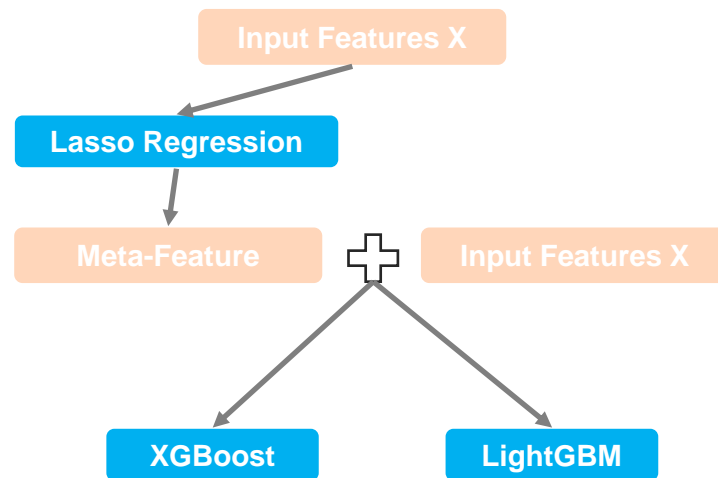 Input Features X
Lasso Regression
Meta-Feature
Input Features X
XGBoost
LightGBM